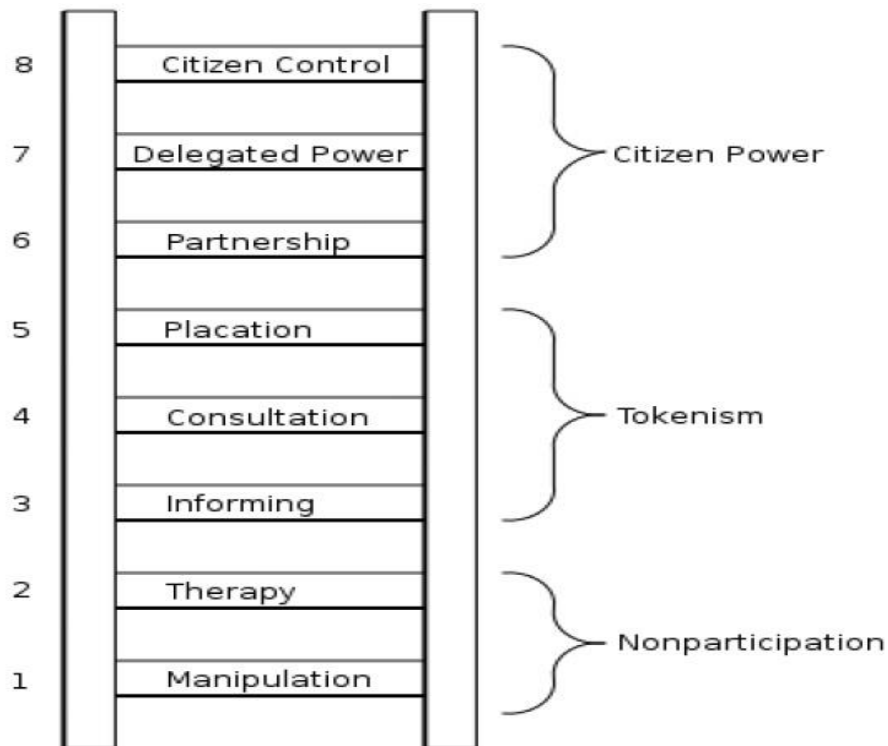 8 Citizen Control
7 Delegated Power
Citizen Power
6 Partnership
5 Placation
4 Consultation
Tokenism
3 Informing
2 Therapy
Nonparticipation
1 Manipulation